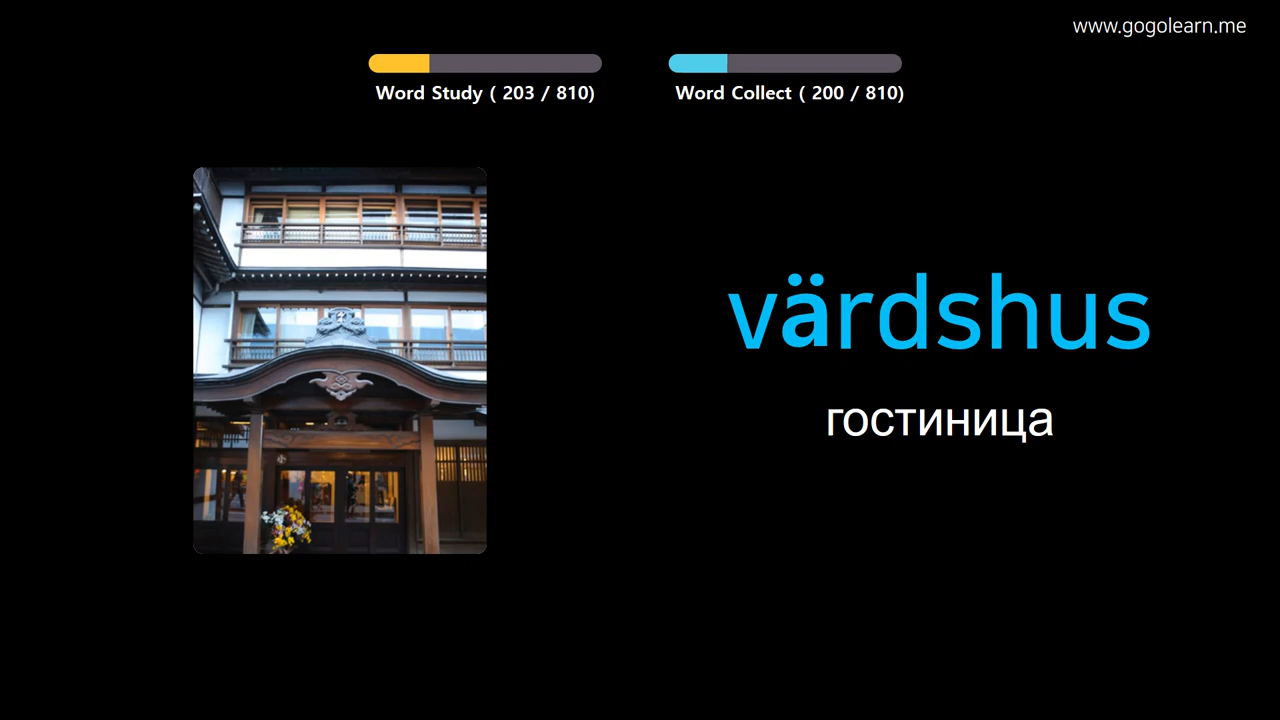 www.gogolearn.me
Word Study ( 203 / 810)
Word Collect ( 200 / 810)
värdshus
гостиница